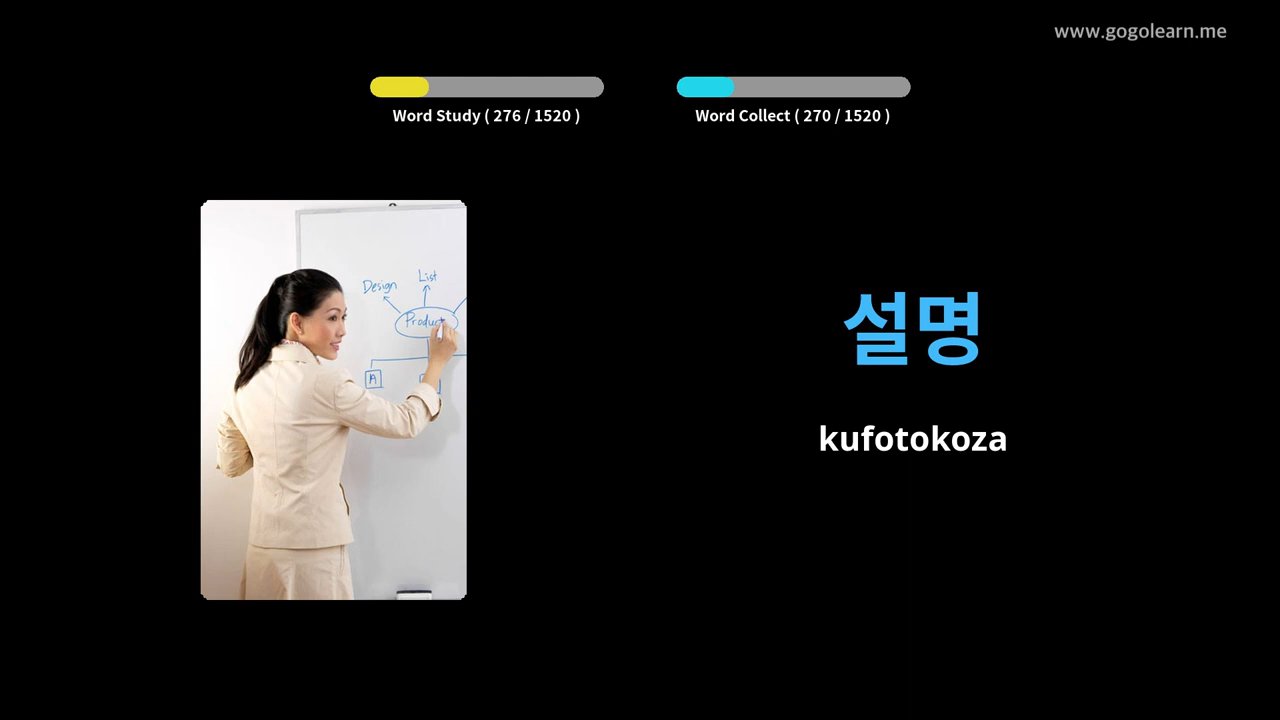 www.gogolearn.me
Word Study ( 276 / 1520 )
Word Collect ( 270 / 1520 )
List
Design
Product
A
설명
kufotokoza